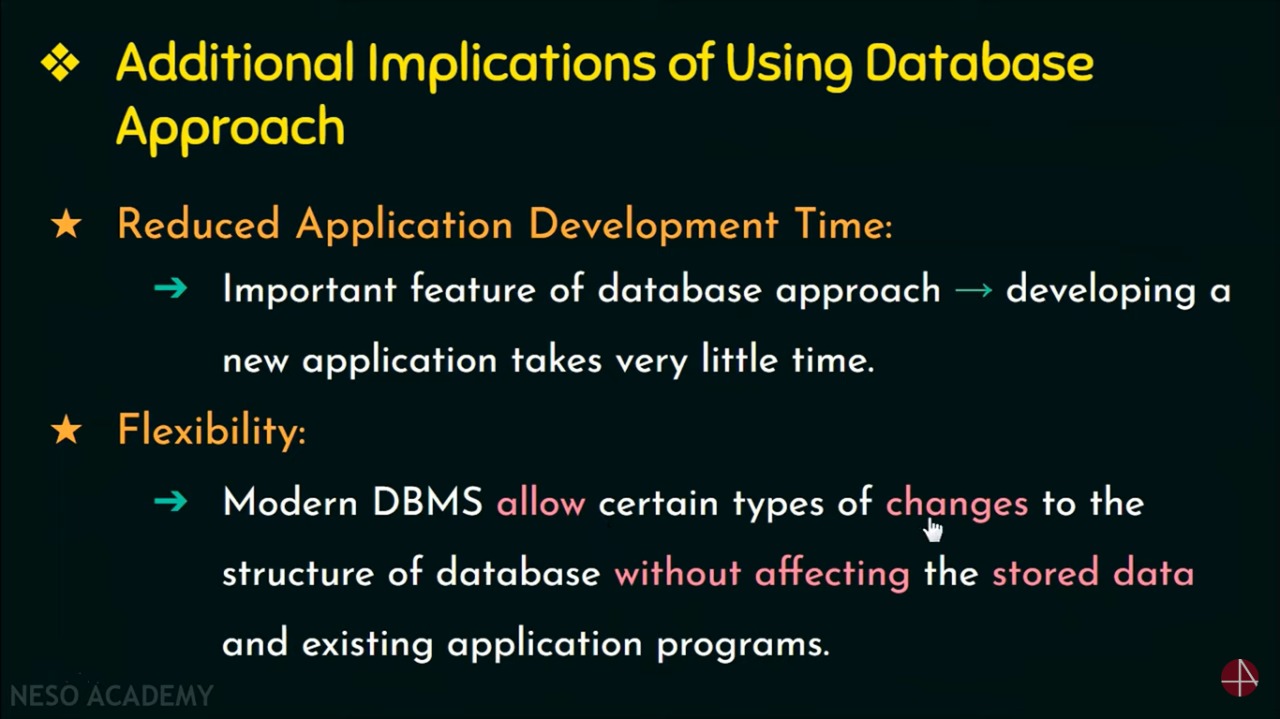 ❖ Additional Implications of Using Database
Approach
★ Reduced Application Development Time:
➔ Important feature of database approach → developing a
new application takes very little time.
★ Flexibility:
➔ Modern DBMS allow certain types of changes to the
structure of database without affecting the stored data
and existing application programs.
NESO ACADEMY